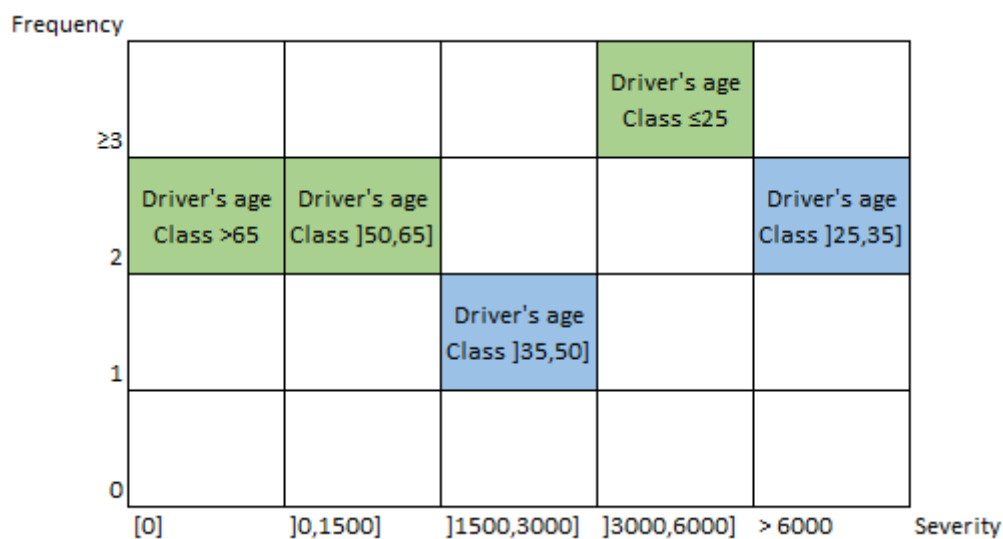 Frequency
Driver's age
Class ≤25
≥3
Driver's age
Class >65
Driver's age
Class ]50,65]
Driver's age
Class ]25,35]
2
Driver's age
Class ]35,50]
1
0
[0] ]0,1500] ]1500,3000] ]3000,6000] > 6000 Severity